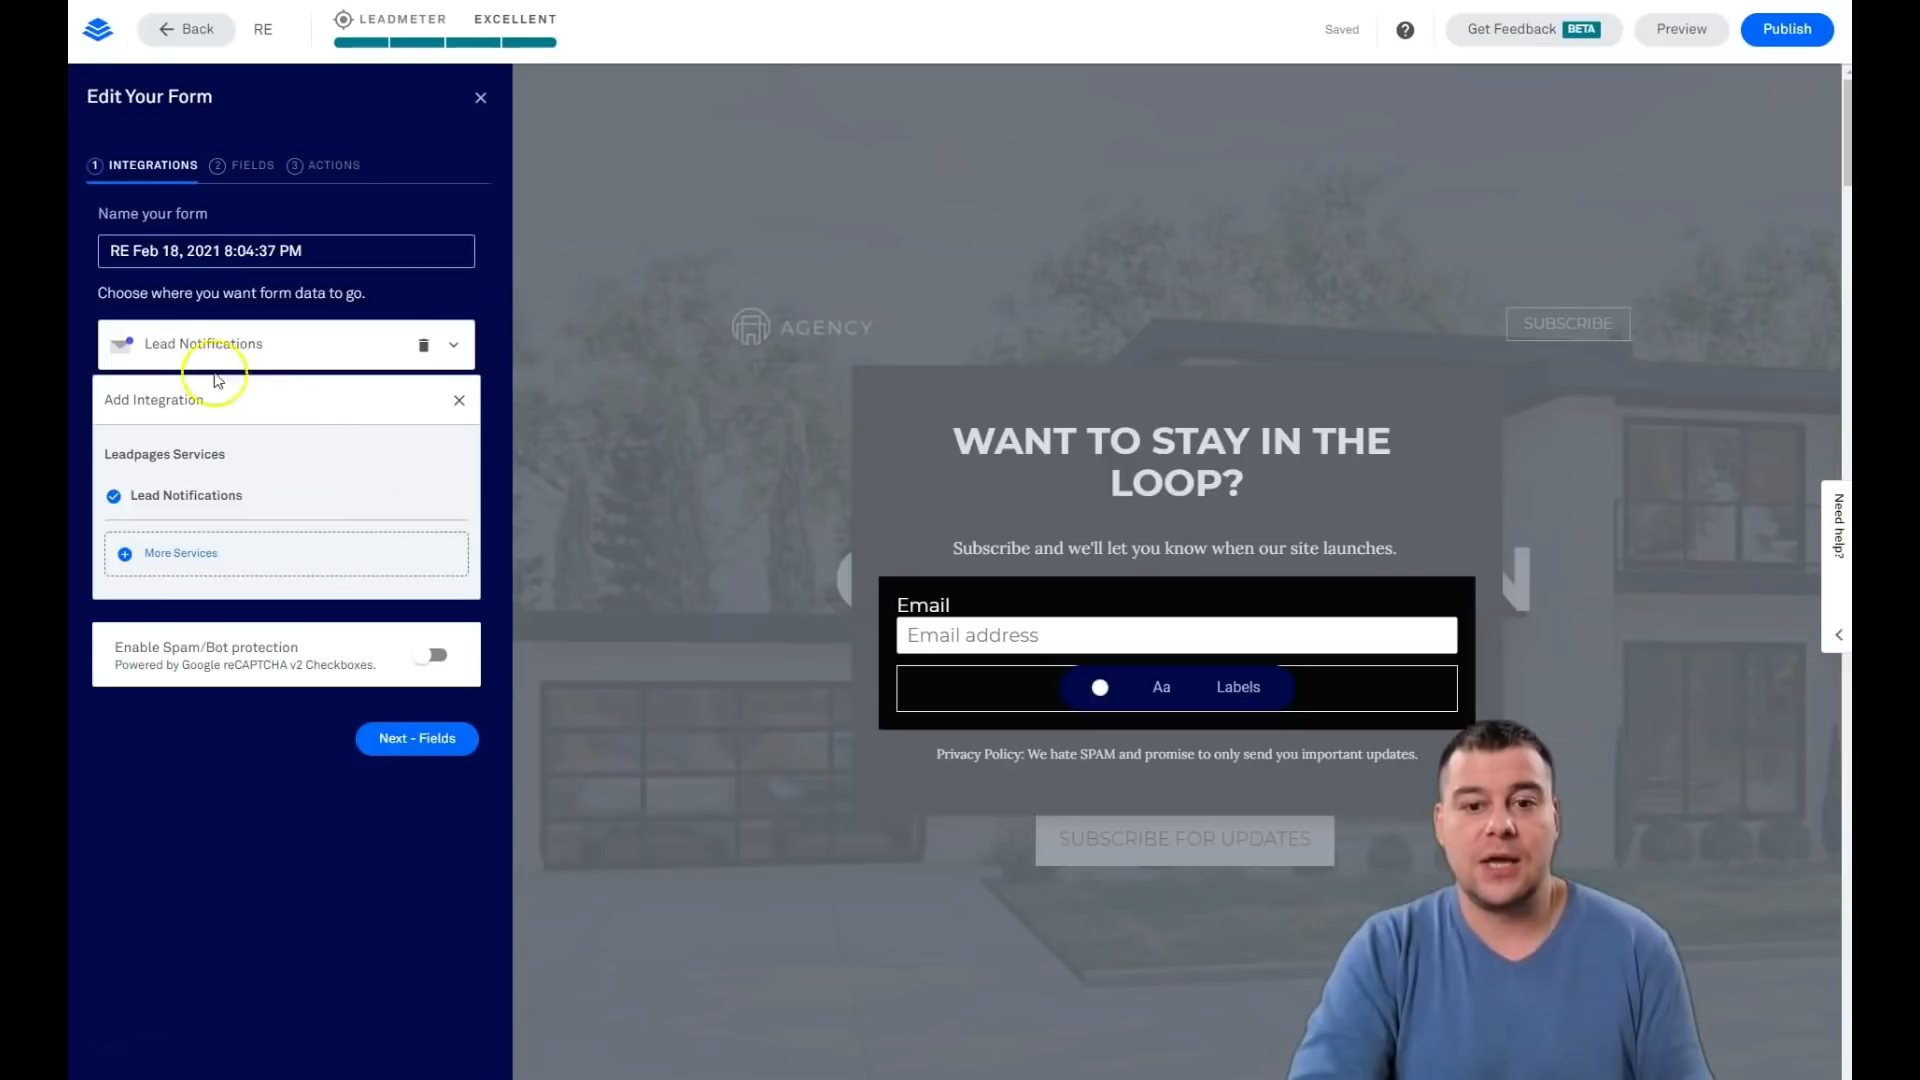 Back
RE
LEADMETER EXCELLENT
Saved
?
Get Feedback BETA
Preview
Publish
Edit Your Form
1 INTEGRATIONS 2 FIELDS 3 ACTIONS
Name your form
RE Feb 18, 2021 8:04:37 PM
Choose where you want form data to go.
Lead Notifications
Add Integration
Leadpages Services
Lead Notifications
More Services
Enable Spam/Bot protection
Powered by Google reCAPTCHA v2 Checkboxes.
Next - Fields
AGENCY
SUBSCRIBE
WANT TO STAY IN THE
LOOP?
Subscribe and we'll let you know when our site launches.
Email
Email address
Aa Labels
Privacy Policy: We hate SPAM and promise to only send you important updates.
SUBSCRIBE FOR UPDATES
Need help?